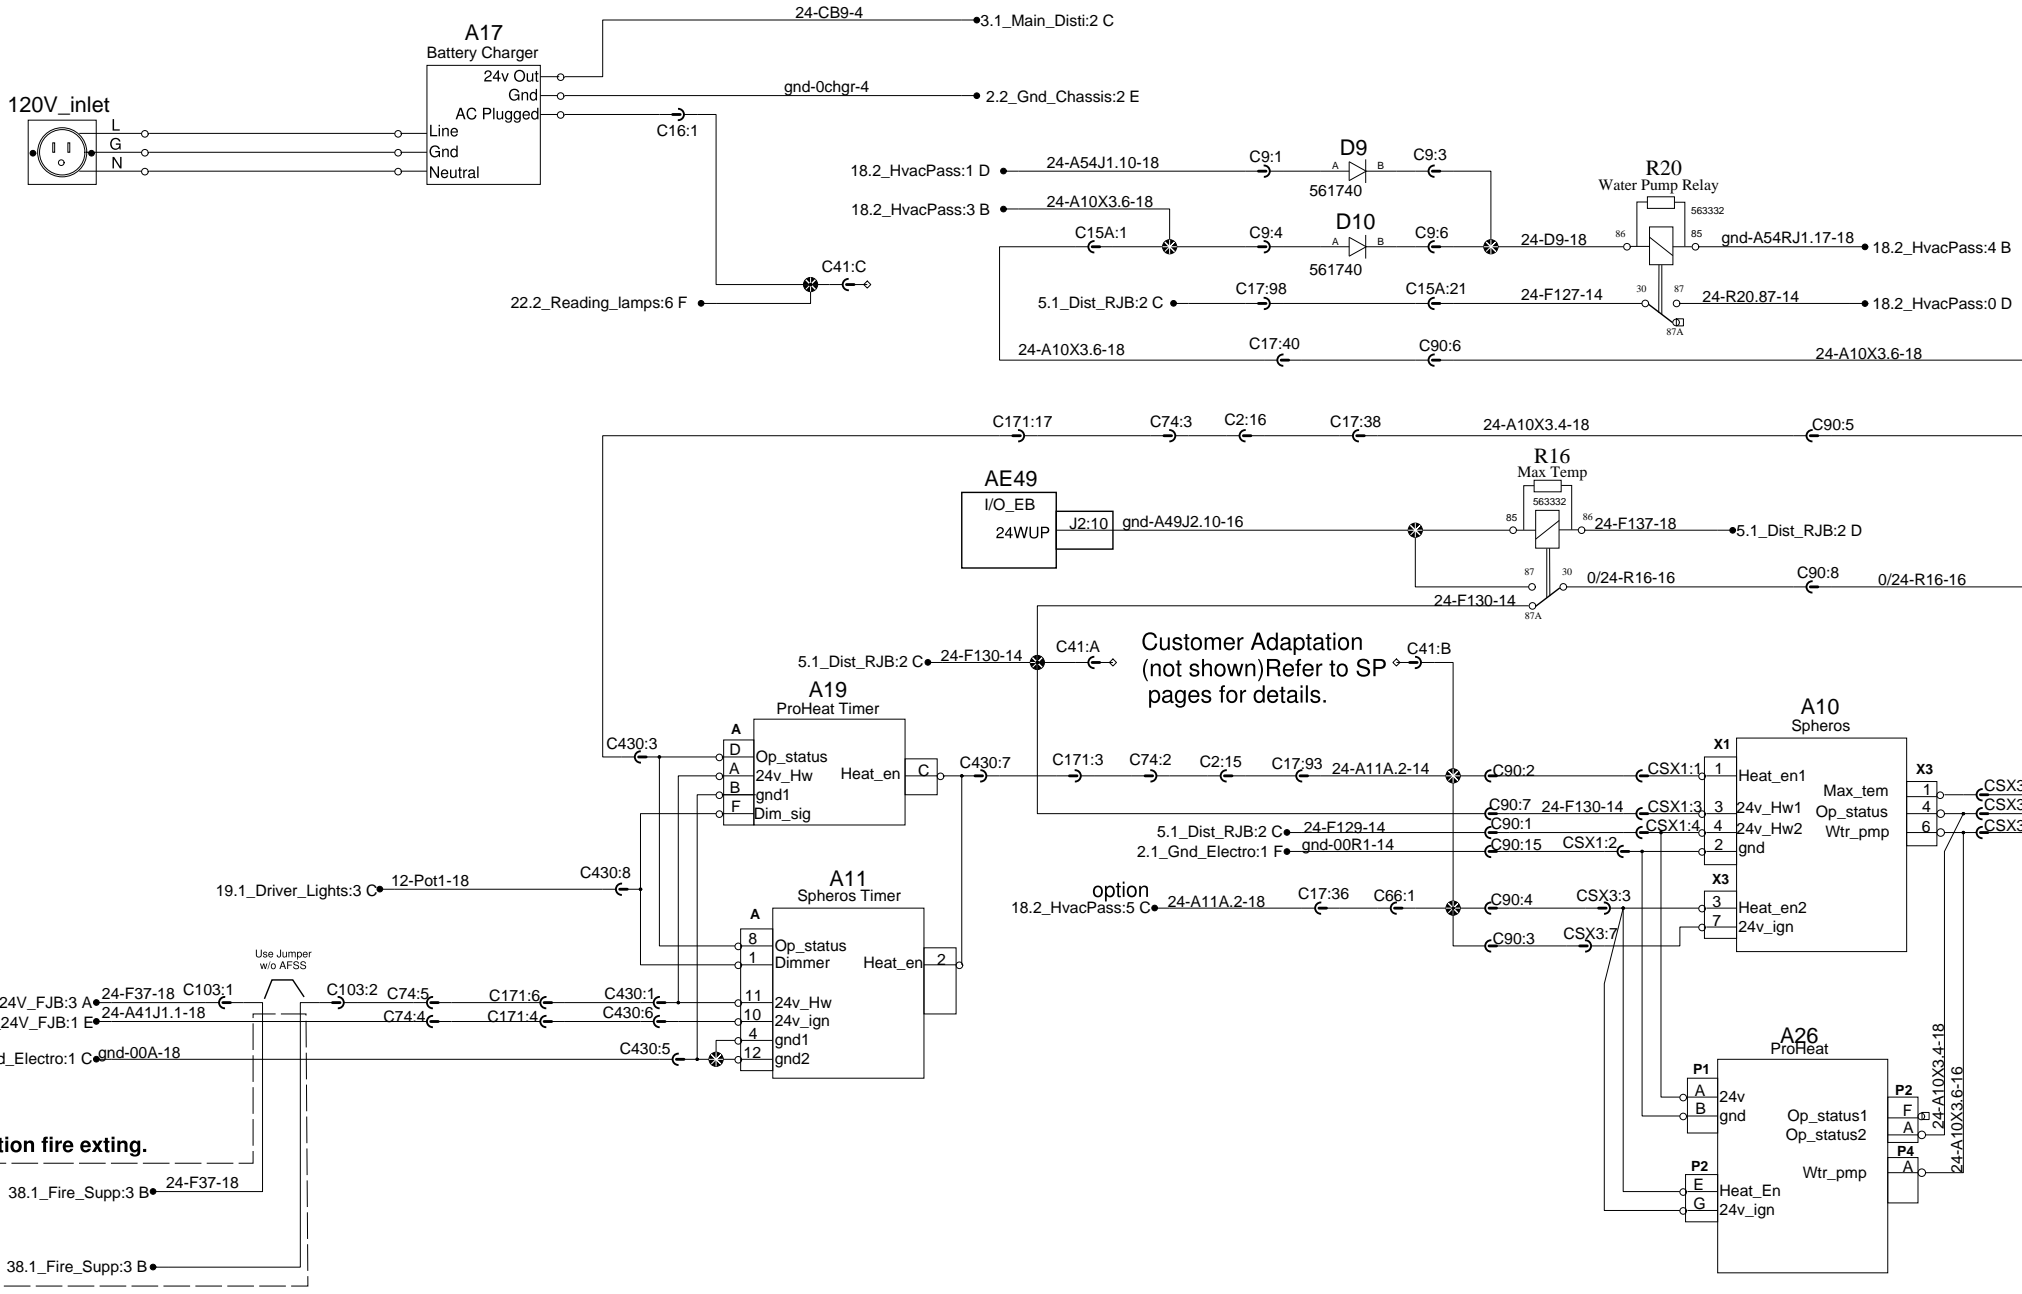 24-CB9-4
3.1_Main_Disti:2 C
A17
Battery Charger
24v Out
Gnd
AC Plugged
Line
Gnd
Neutral
gnd-0chgr-4
2.2_Gnd_Chassis:2 E
120V_inlet
L
G
N
C16:1
C41:C
22.2_Reading_lamps:6 F
18.2_HvacPass:1 D
24-A54J1.10-18
C9:1
D9
A
B
561740
C9:3
18.2_HvacPass:3 B
24-A10X3.6-18
C15A:1
C9:4
D10
A
B
561740
C9:6
24-D9-18
R20
Water Pump Relay
563332
86
85
gnd-A54RJ1.17-18
18.2_HvacPass:4 B
5.1_Dist_RJB:2 C
C17:98
C15A:21
24-F127-14
30
87
87A
24-R20.87-14
18.2_HvacPass:0 D
24-A10X3.6-18
C17:40
C90:6
24-A10X3.6-18
C171:17
C74:3
C2:16
C17:38
24-A10X3.4-18
C90:5
AE49
I/O_EB
24WUP
J2:10
gnd-A49J2.10-16
R16
Max Temp
563332
85
86
24-F137-18
5.1_Dist_RJB:2 D
87
30
87A
0/24-R16-16
C90:8
0/24-R16-16
24-F130-14
5.1_Dist_RJB:2 C
24-F130-14
C41:A
Customer Adaptation
(not shown)Refer to SP
pages for details.
C41:B
A19
ProHeat Timer
A
D
A
B
F
Op_status
24v_Hw
gnd1
Dim_sig
Heat_en
C
C430:3
C430:7
C171:3
C74:2
C2:15
C17:93
24-A11A.2-14
C90:2
CSX1:1
C90:7
24-F130-14
CSX1:3
5.1_Dist_RJB:2 C
24-F129-14
C90:1
CSX1:4
2.1_Gnd_Electro:1 F
gnd-00R1-14
C90:15
CSX1:2
A10
Spheros
X1
1
3
4
2
Heat_en1
24v_Hw1
24v_Hw2
gnd
X3
3
7
Heat_en2
24v_ign
Max_tem
Op_status
Wtr_pmp
X3
1
4
6
CSX3
CSX3
CSX3
option
18.2_HvacPass:5 C
24-A11A.2-18
C17:36
C66:1
C90:4
CSX3:3
C90:3
CSX3:7
19.1_Driver_Lights:3 C
12-Pot1-18
C430:8
A11
Spheros Timer
A
8
1
11
10
4
12
Op_status
Dimmer
24v_Hw
24v_ign
gnd1
gnd2
Heat_en
2
Use Jumper
w/o AFSS
24V_FJB:3 A
24-F37-18
C103:1
C103:2
C74:5
C171:6
C430:1
_24V_FJB:1 E
24-A41J1.1-18
C74:4
C171:4
C430:6
d_Electro:1 C
gnd-00A-18
C430:5
tion fire exting.
38.1_Fire_Supp:3 B
24-F37-18
38.1_Fire_Supp:3 B
A26
ProHeat
P1
A
B
24v
gnd
P2
E
G
Heat_En
24v_ign
Op_status1
Op_status2
Wtr_pmp
P2
F
A
P4
A
24-A10X3.4-18
24-A10X3.6-16